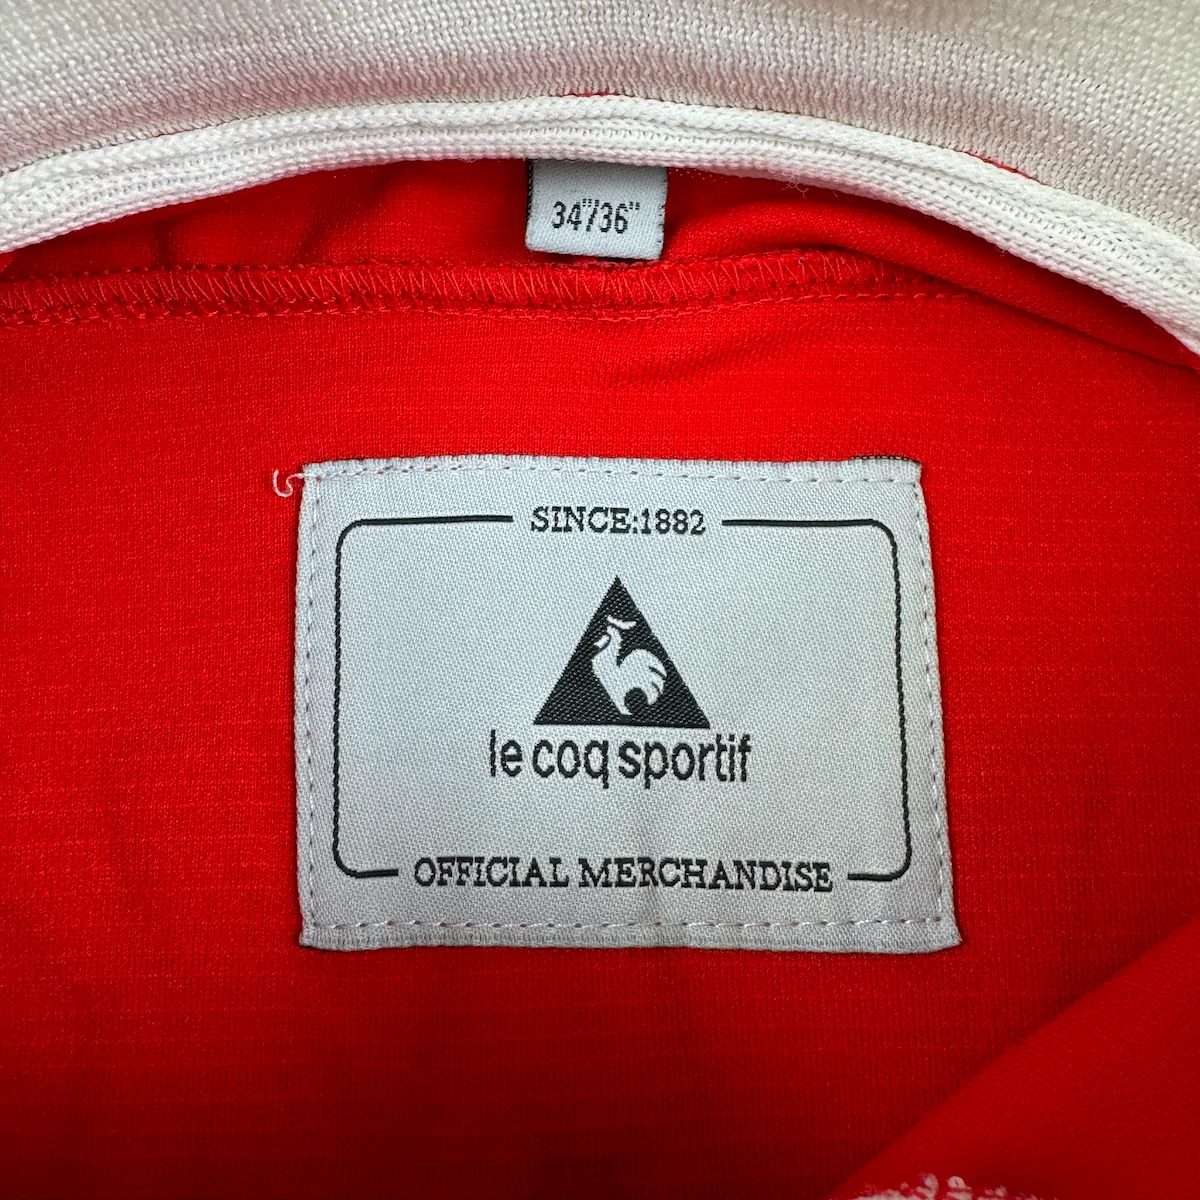 34"/36"
SINCE:1882
le coq sportif
OFFICIAL MERCHANDISE